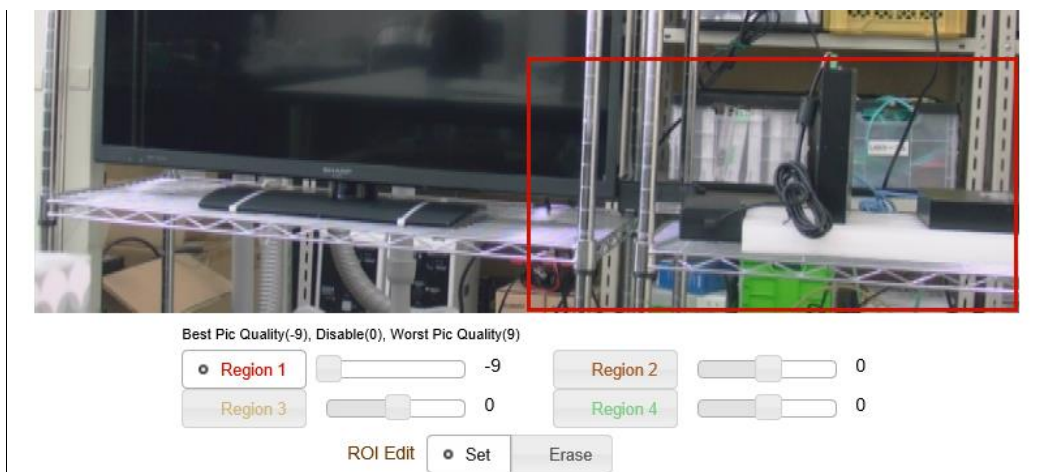 SHARP
Best Pic Quality(-9), Disable(0), Worst Pic Quality(9)
Region 1 -9 Region 2 0
Region 3 0 Region 4 0
ROI Edit Set Erase